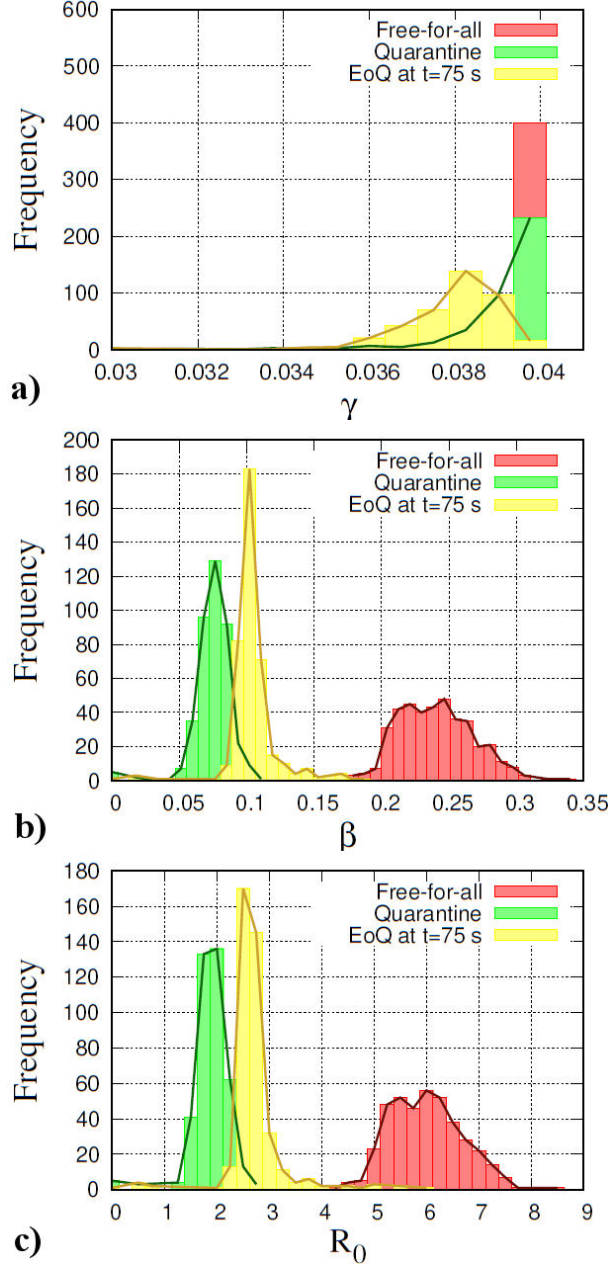 600
500
400
300
200
100
0
Frequency
Free-for-all
Quarantine
EoQ at t=75 s
0.03 0.032 0.034 0.036 0.038 0.04
γ
a)
200
180
160
140
120
100
80
60
40
20
0
Frequency
Free-for-all
Quarantine
EoQ at t=75 s
0 0.05 0.1 0.15 0.2 0.25 0.3 0.35
β
b)
180
160
140
120
100
80
60
40
20
0
Frequency
Free-for-all
Quarantine
EoQ at t=75 s
0 1 2 3 4 5 6 7 8 9
R₀
c)